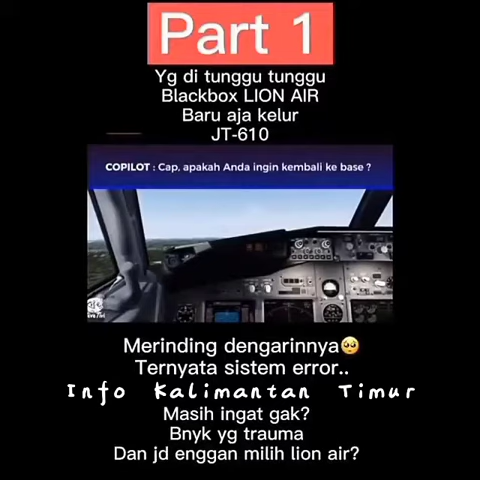 Part 1
Yg di tunggu tunggu
Blackbox LION AIR
Baru aja kelur
JT-610
COPILOT : Cap, apakah Anda ingin kembali ke base ?
Merinding dengarinnya🥺
Ternyata sistem error..
Info Kalimantan Timur
Masih ingat gak?
Bnyk yg trauma
Dan jd enggan milih lion air?